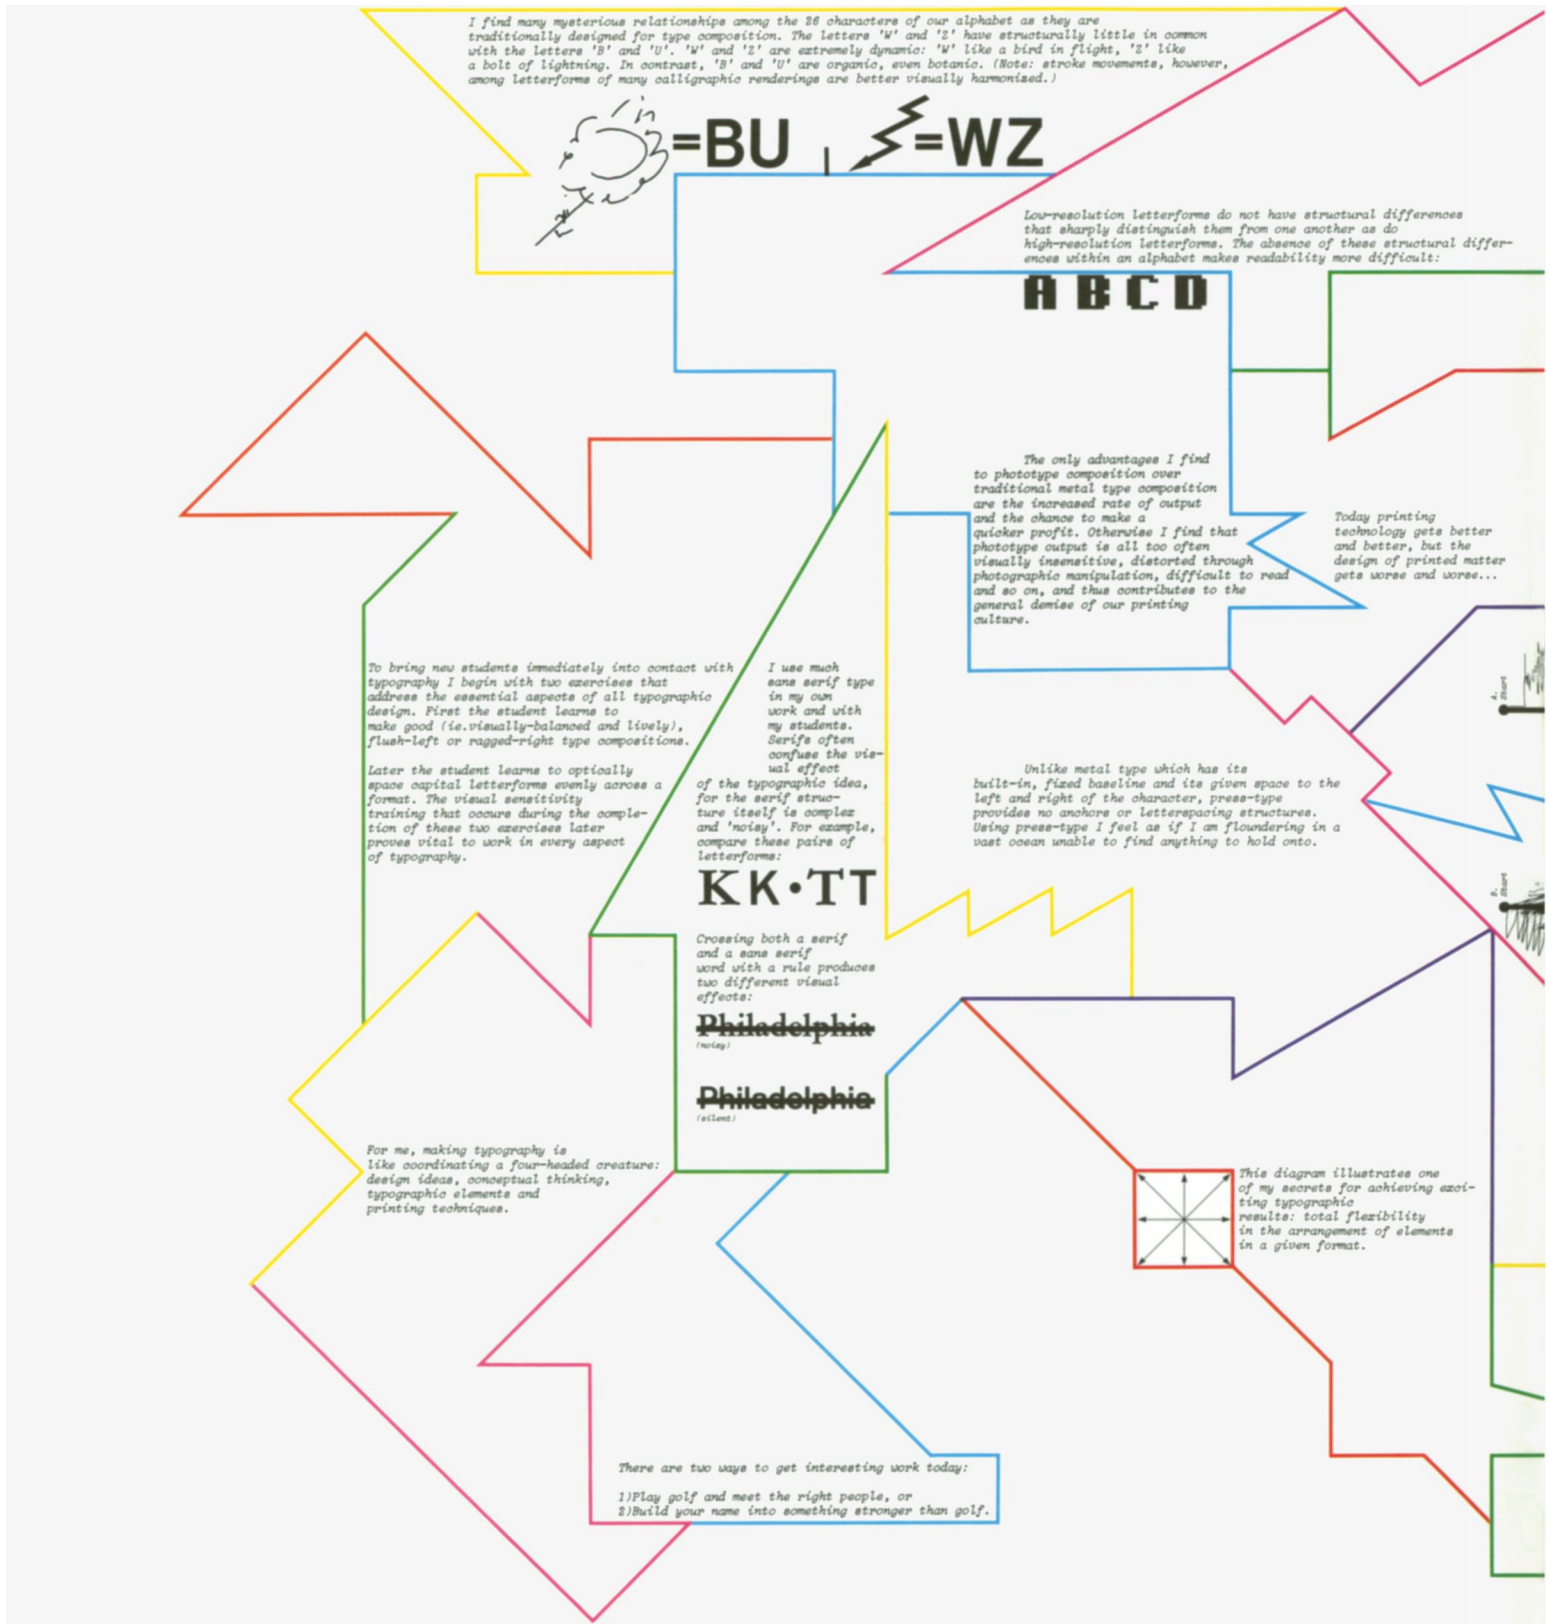 I find many mysterious relationships among the 26 characters of our alphabet as they are
traditionally designed for type composition. The letters 'W' and 'Z' have structurally little in common
with the letters 'B' and 'U'. 'W' and 'Z' are extremely dynamic: 'W' like a bird in flight, 'Z' like
a bolt of lightning. In contrast, 'B' and 'U' are organic, even botanic. (Note: stroke movements, however,
among letterforms of many calligraphic renderings are better visually harmonized.)
=BU
=WZ
Low-resolution letterforms do not have structural differences
that sharply distinguish them from one another as do
high-resolution letterforms. The absence of these structural differ-
ences within an alphabet makes readability more difficult:
A B C D
The only advantages I find
to phototype composition over
traditional metal type composition
are the increased rate of output
and the chance to make a
quicker profit. Otherwise I find that
phototype output is all too often
visually insensitive, distorted through
photographic manipulation, difficult to read
and so on, and thus contributes to the
general demise of our printing
culture.
Today printing
technology gets better
and better, but the
design of printed matter
gets worse and worse...
To bring new students immediately into contact with
typography I begin with two exercises that
address the essential aspects of all typographic
design. First the student learns to
make good (ie.visually-balanced and lively),
flush-left or ragged-right type compositions.
Later the student learns to optically
space capital letterforms evenly across a
format. The visual sensitivity
training that occurs during the comple-
tion of these two exercises later
proves vital to work in every aspect
of typography.
I use much
sans serif type
in my own
work and with
my students.
Serifs often
confuse the vis-
ual effect
of the typographic idea,
for the serif struc-
ture itself is complex
and 'noisy'. For example,
compare these pairs of
letterforms:
KK•TT
Crossing both a serif
and a sans serif
word with a rule produces
two different visual
effects:
Philadelphia
(noisy)
Philadelphia
(silent)
A.
Start
Unlike metal type which has its
built-in, fixed baseline and its given space to the
left and right of the character, press-type
provides no anchors or letterspacing structures.
Using press-type I feel as if I am floundering in a
vast ocean unable to find anything to hold onto.
B.
Start
For me, making typography is
like coordinating a four-headed creature:
design ideas, conceptual thinking,
typographic elements and
printing techniques.
This diagram illustrates one
of my secrets for achieving exci-
ting typographic
results: total flexibility
in the arrangement of elements
in a given format.
There are two ways to get interesting work today:
1)Play golf and meet the right people, or
2)Build your name into something stronger than golf.